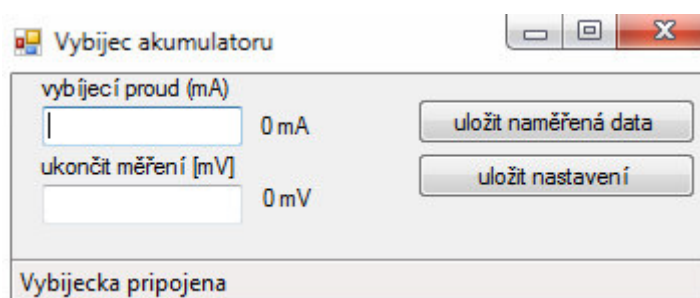 Vybijec akumulatoru
vybíjecí proud (mA)
0 mA
uložit naměřená data
ukončit měření [mV]
0 mV
uložit nastavení
Vybijecka pripojena